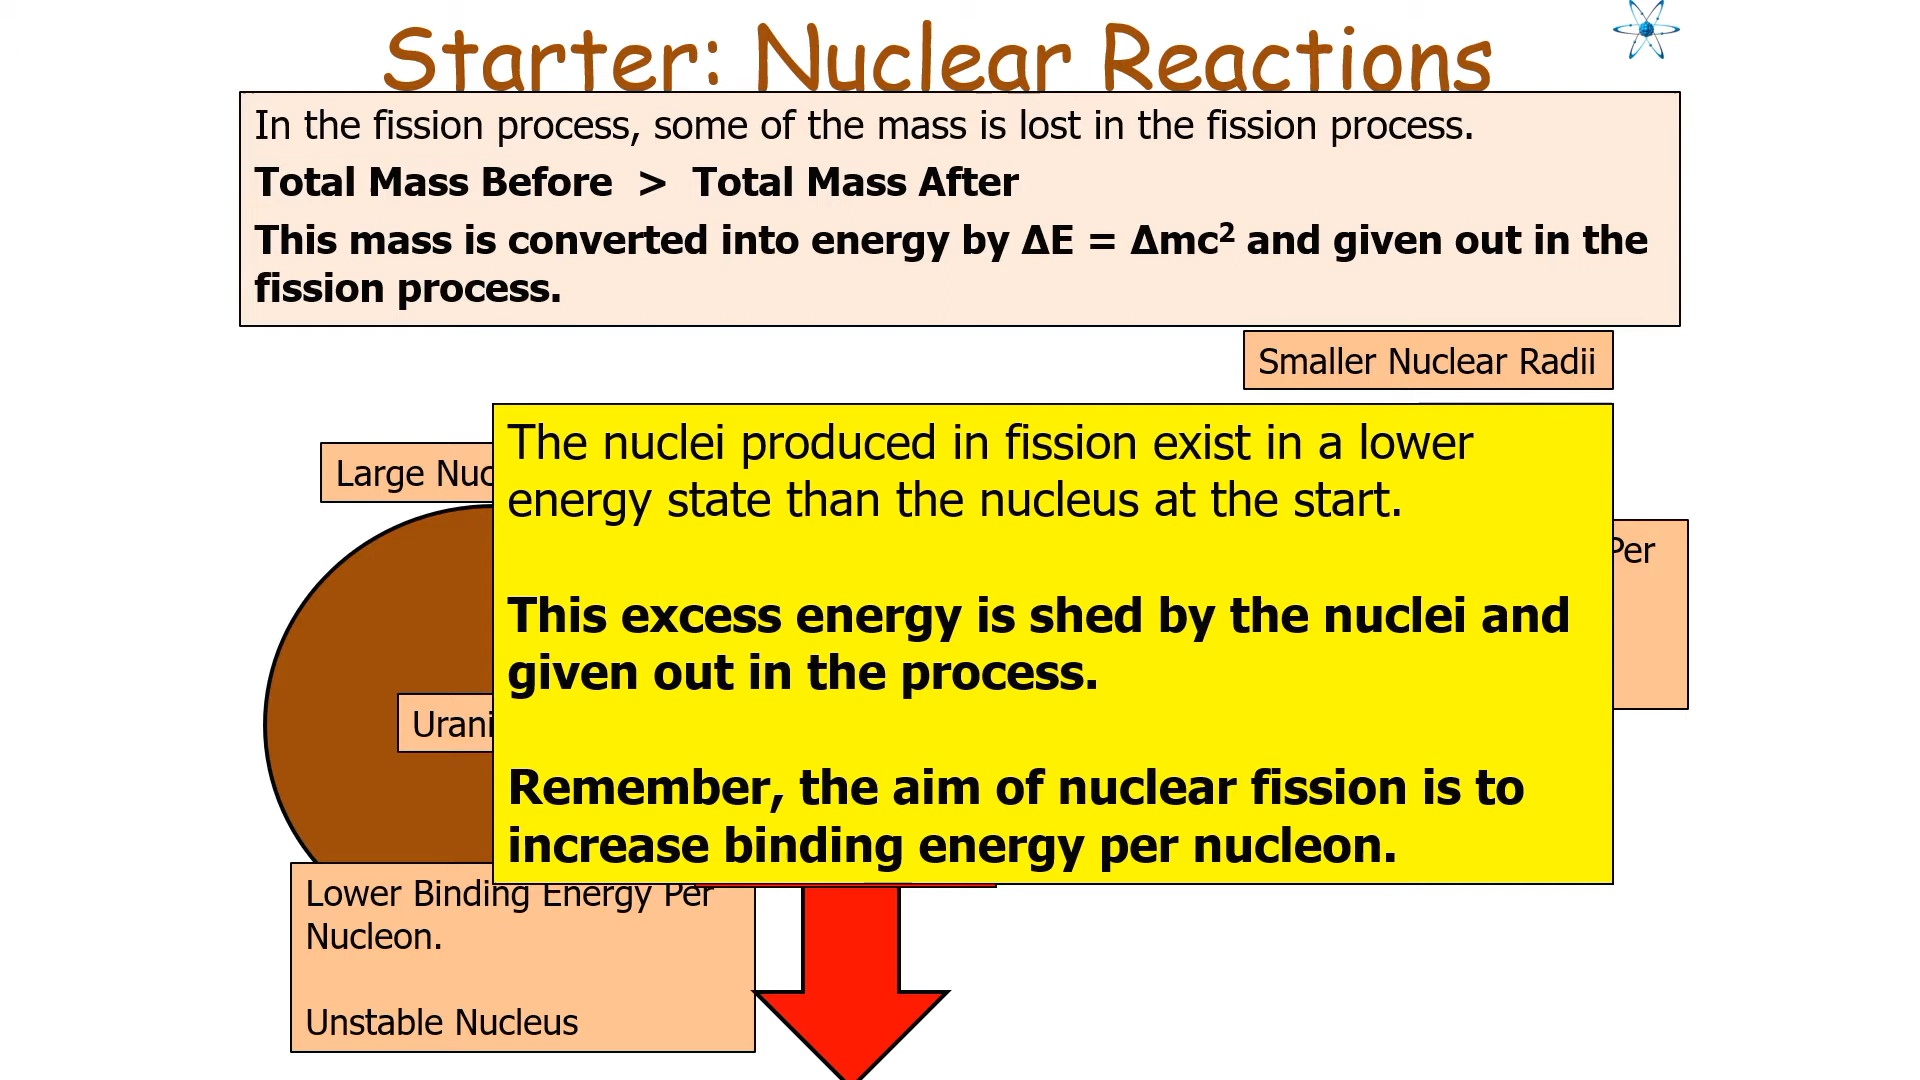 Starter: Nuclear Reactions
In the fission process, some of the mass is lost in the fission process.
Total Mass Before > Total Mass After
This mass is converted into energy by ΔE = Δmc² and given out in the
fission process.
Smaller Nuclear Radii
Large
The nuclei produced in fission exist in a lower
energy state than the nucleus at the start.
This excess energy is shed by the nuclei and
given out in the process.
Remember, the aim of nuclear fission is to
increase binding energy per nucleon.
Per
Lower Binding Energy Per
Nucleon.
Unstable Nucleus